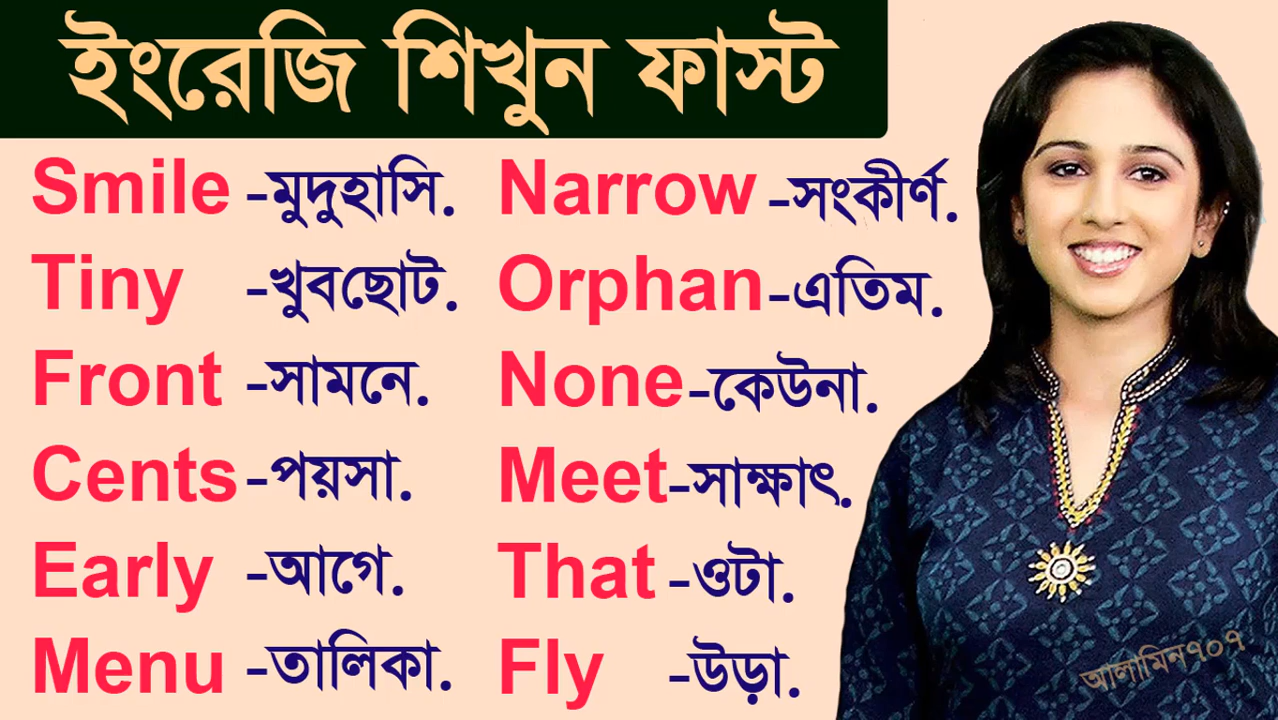 ইংরেজি শিখুন ফাস্ট
Smile -মুদুহাসি.
Tiny -খুবছোট.
Front -সামনে.
Cents -পয়সা.
Early -আগে.
Menu -তালিকা.
Narrow -সংকীর্ণ.
Orphan -এতিম.
None -কেউনা.
Meet -সাক্ষাৎ.
That -ওটা.
Fly -উড়া.
আলামিন৭০৭